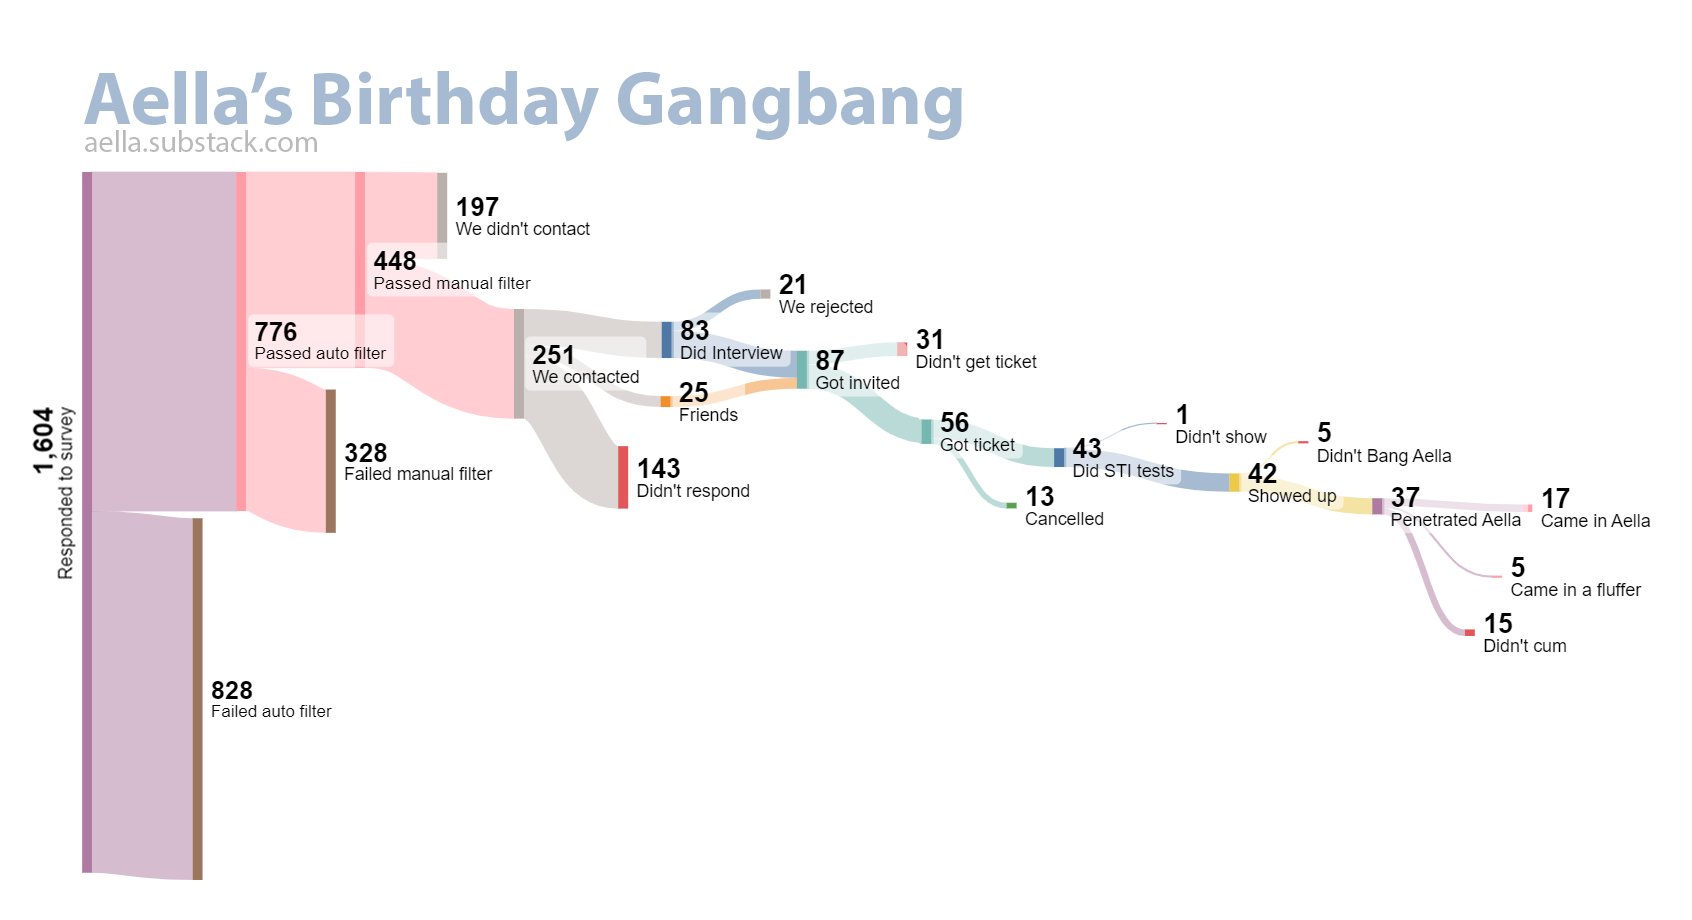 Aella's Birthday Gangbang
aella.substack.com
1,604
Responded to survey
776
Passed auto filter
828
Failed auto filter
448
Passed manual filter
328
Failed manual filter
197
We didn't contact
251
We contacted
83
Did Interview
25
Friends
143
Didn't respond
21
We rejected
87
Got invited
31
Didn't get ticket
56
Got ticket
43
Did STI tests
13
Cancelled
1
Didn't show
42
Showed up
5
Didn't Bang Aella
37
Penetrated Aella
17
Came in Aella
5
Came in a fluffer
15
Didn't cum